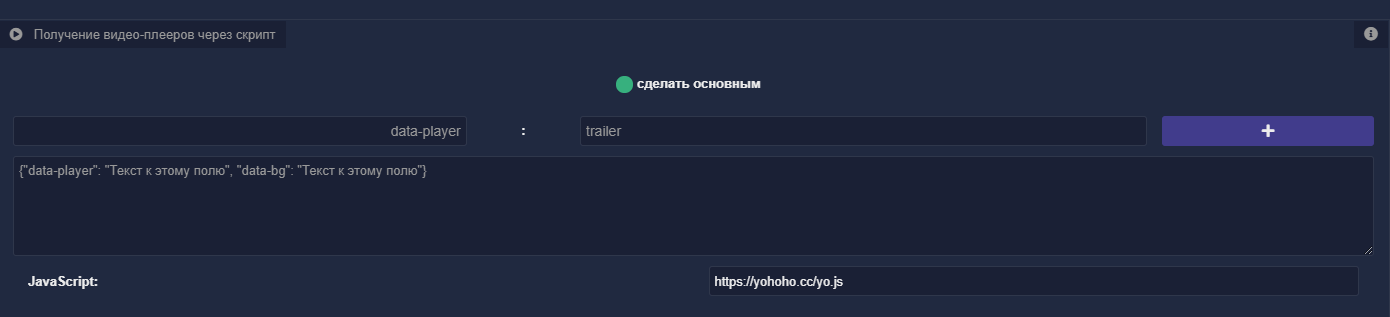 Получение видео-плееров через скрипт
сделать основным
data-player : trailer
{"data-player": "Текст к этому полю", "data-bg": "Текст к этому полю"}
JavaScript: https://yohoho.cc/yo.js